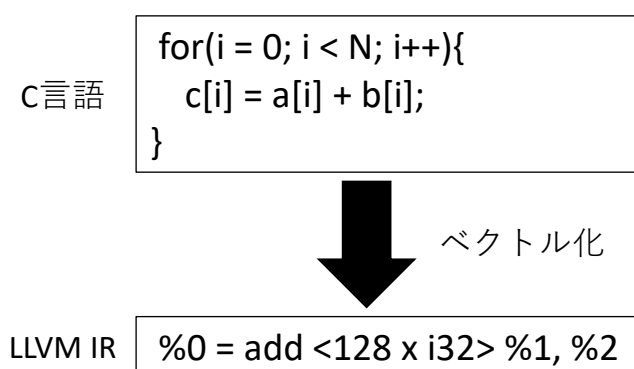 for(i = 0; i < N; i++){
C言語
c[i] = a[i] + b[i];
}
ベクトル化
LLVM IR
%0 = add <128 x i32> %1, %2